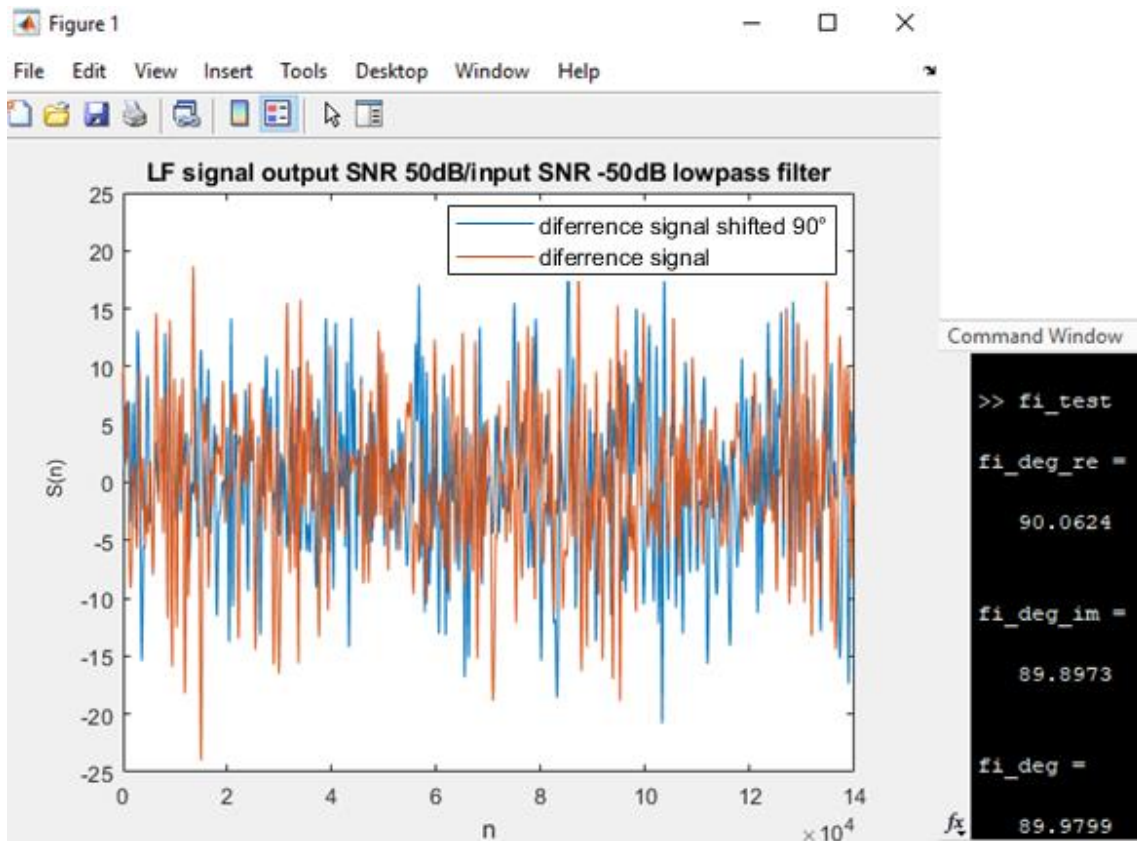 Figure 1
File Edit View Insert Tools Desktop Window Help
LF signal output SNR 50dB/input SNR -50dB lowpass filter
diferrence signal shifted 90°
diferrence signal
25
20
15
10
5
0
-5
-10
-15
-20
-25
S(n)
0 2 4 6 8 10 12 14
n
×10⁴
Command Window
>> fi_test
fi_deg_re =
90.0624
fi_deg_im =
89.8973
fi_deg =
89.9799
fx